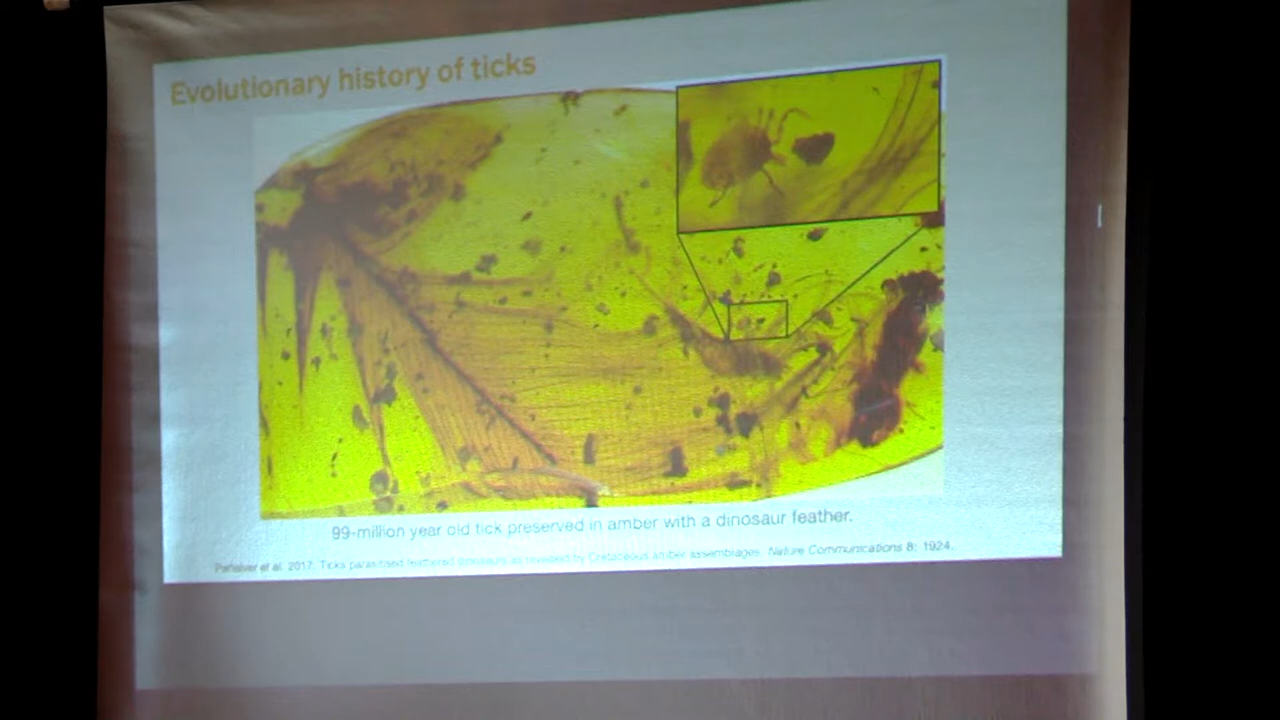 Evolutionary history of ticks
99-million year old tick preserved in amber with a dinosaur feather.
Peñalver et al. 2017. Ticks parasitised feathered dinosaurs as revealed by Cretaceous amber assemblages. Nature Communications 8: 1924.